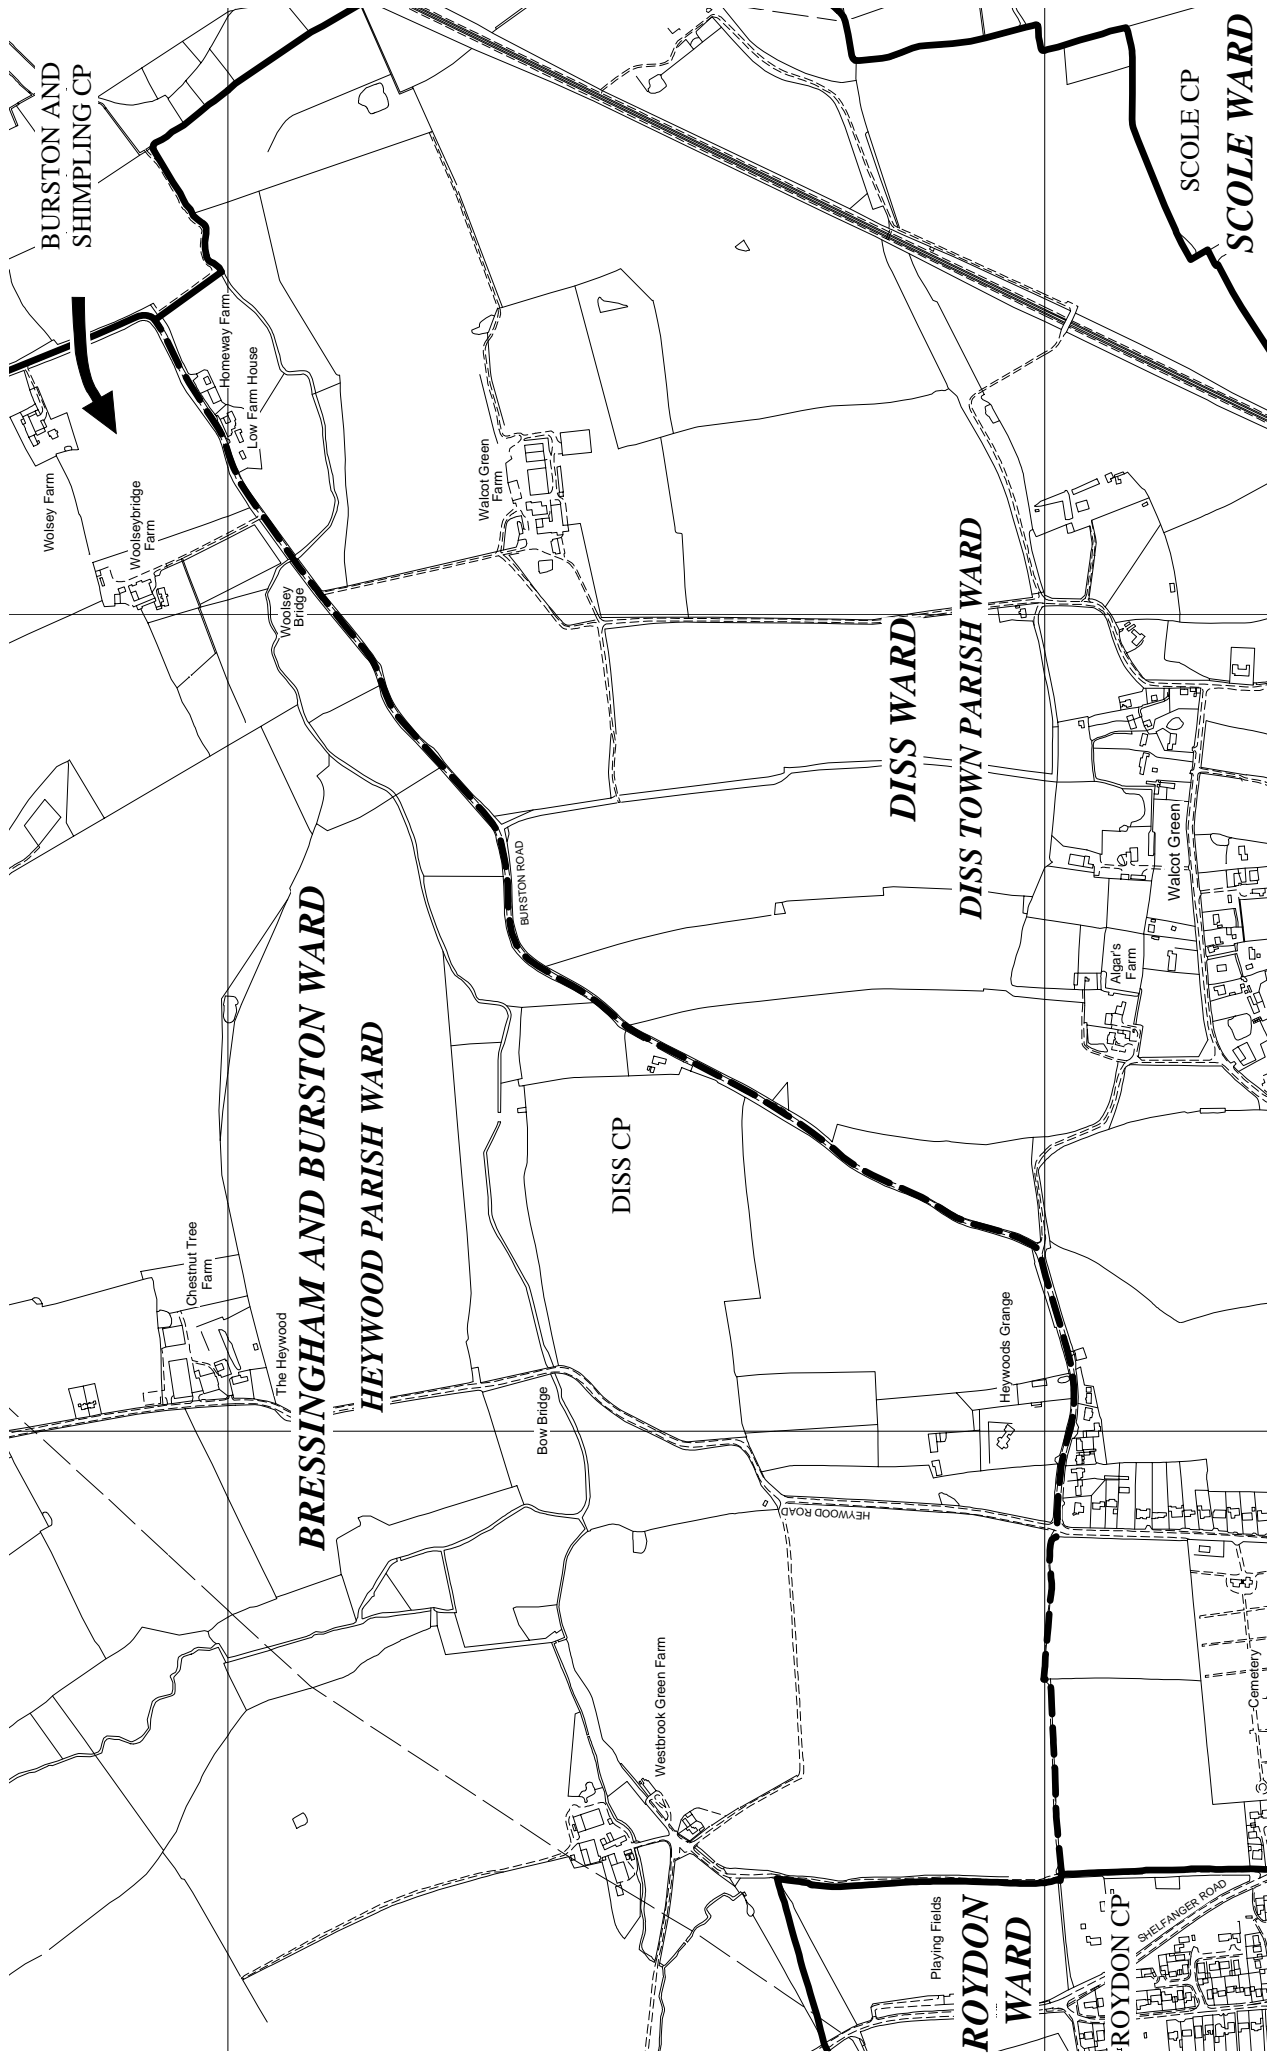 BURSTON AND
SHIMPLING CP
SCOLE CP
SCOLE WARD
Homeway Farm
Low Farm House
Wolsey Farm
Woolseybridge
Farm
Walcot Green
Farm
Woolsey
Bridge
DISS WARD
DISS TOWN PARISH WARD
BURSTON ROAD
Walcot Green
Algar's
Farm
BRESSINGHAM AND BURSTON WARD
HEYWOOD PARISH WARD
DISS CP
Chestnut Tree
Farm
The Heywood
Bow Bridge
Heywoods Grange
HEYWOOD ROAD
Westbrook Green Farm
Cemetery
Playing Fields
ROYDON
WARD
ROYDON CP
SHELFANGER ROAD